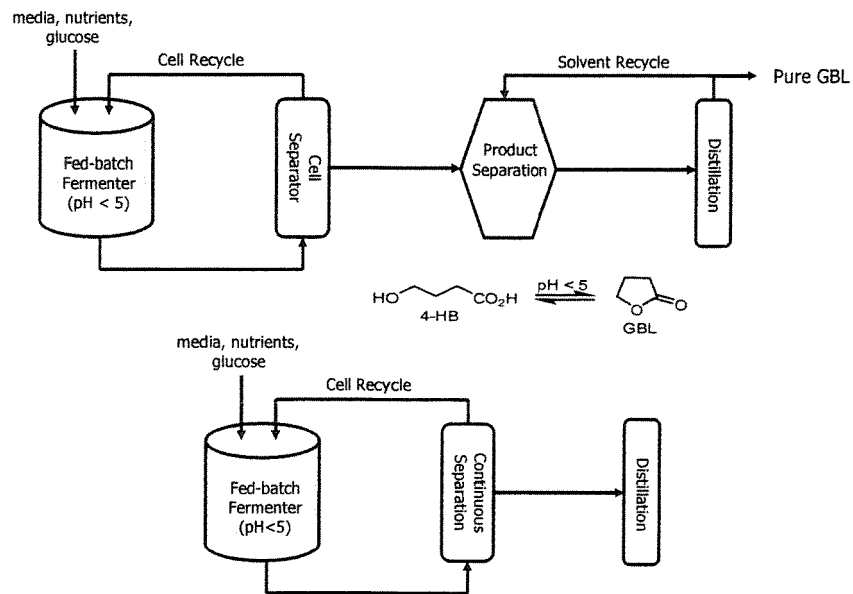 media, nutrients,
glucose
Cell Recycle
Fed-batch
Fermenter
(pH < 5)
Cell
Separator
Solvent Recycle
Product
Separation
Distillation
Pure GBL
HO
CO₂H
4-HB
pH < 5
O
O
GBL
media, nutrients,
glucose
Cell Recycle
Fed-batch
Fermenter
(pH<5)
Continuous
Separation
Distillation